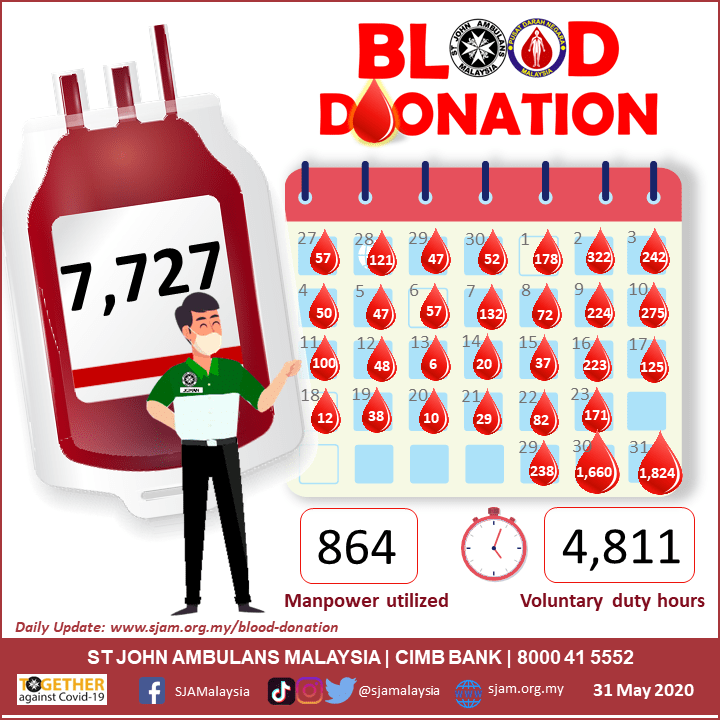 BLOOD
ST JOHN AMBULANS
MALAYSIA
PUSAT DARAH NEGARA
MALAYSIA
DONATION
7,727
27 28 29 30 1 2 3
57 121 47 52 178 322 242
4 5 6 7 8 9 10
50 47 57 132 72 224 275
11 12 13 14 15 16 17
100 48 6 20 37 223 125
18 19 20 21 22 23
12 38 10 29 82 171
29 30 31
238 1,660 1,824
864
4,811
Manpower utilized
Voluntary duty hours
Daily Update: www.sjam.org.my/blood-donation
ST JOHN AMBULANS MALAYSIA | CIMB BANK | 8000 41 5552
TOGETHER
against Covid-19
SJAMalaysia
@sjamalaysia
sjam.org.my
31 May 2020